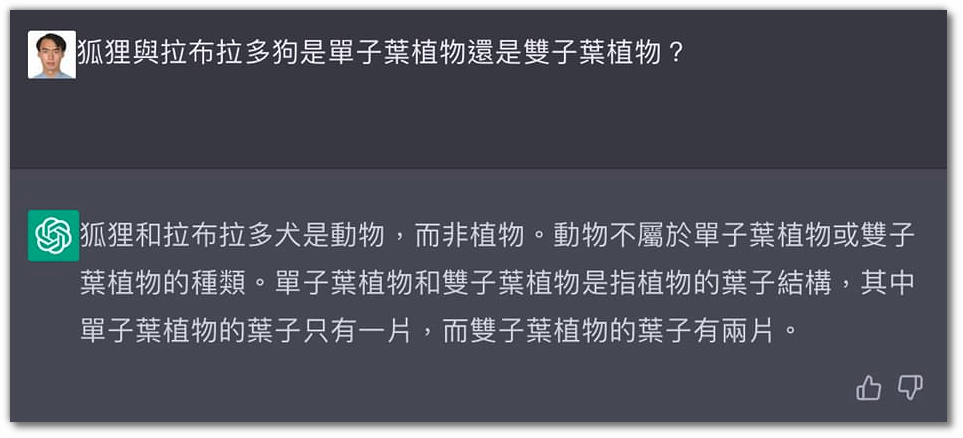 狐狸與拉布拉多狗是單子葉植物還是雙子葉植物？
狐狸和拉布拉多犬是動物，而非植物。動物不屬於單子葉植物或雙子
葉植物的種類。單子葉植物和雙子葉植物是指植物的葉子結構，其中
單子葉植物的葉子只有一片，而雙子葉植物的葉子有兩片。